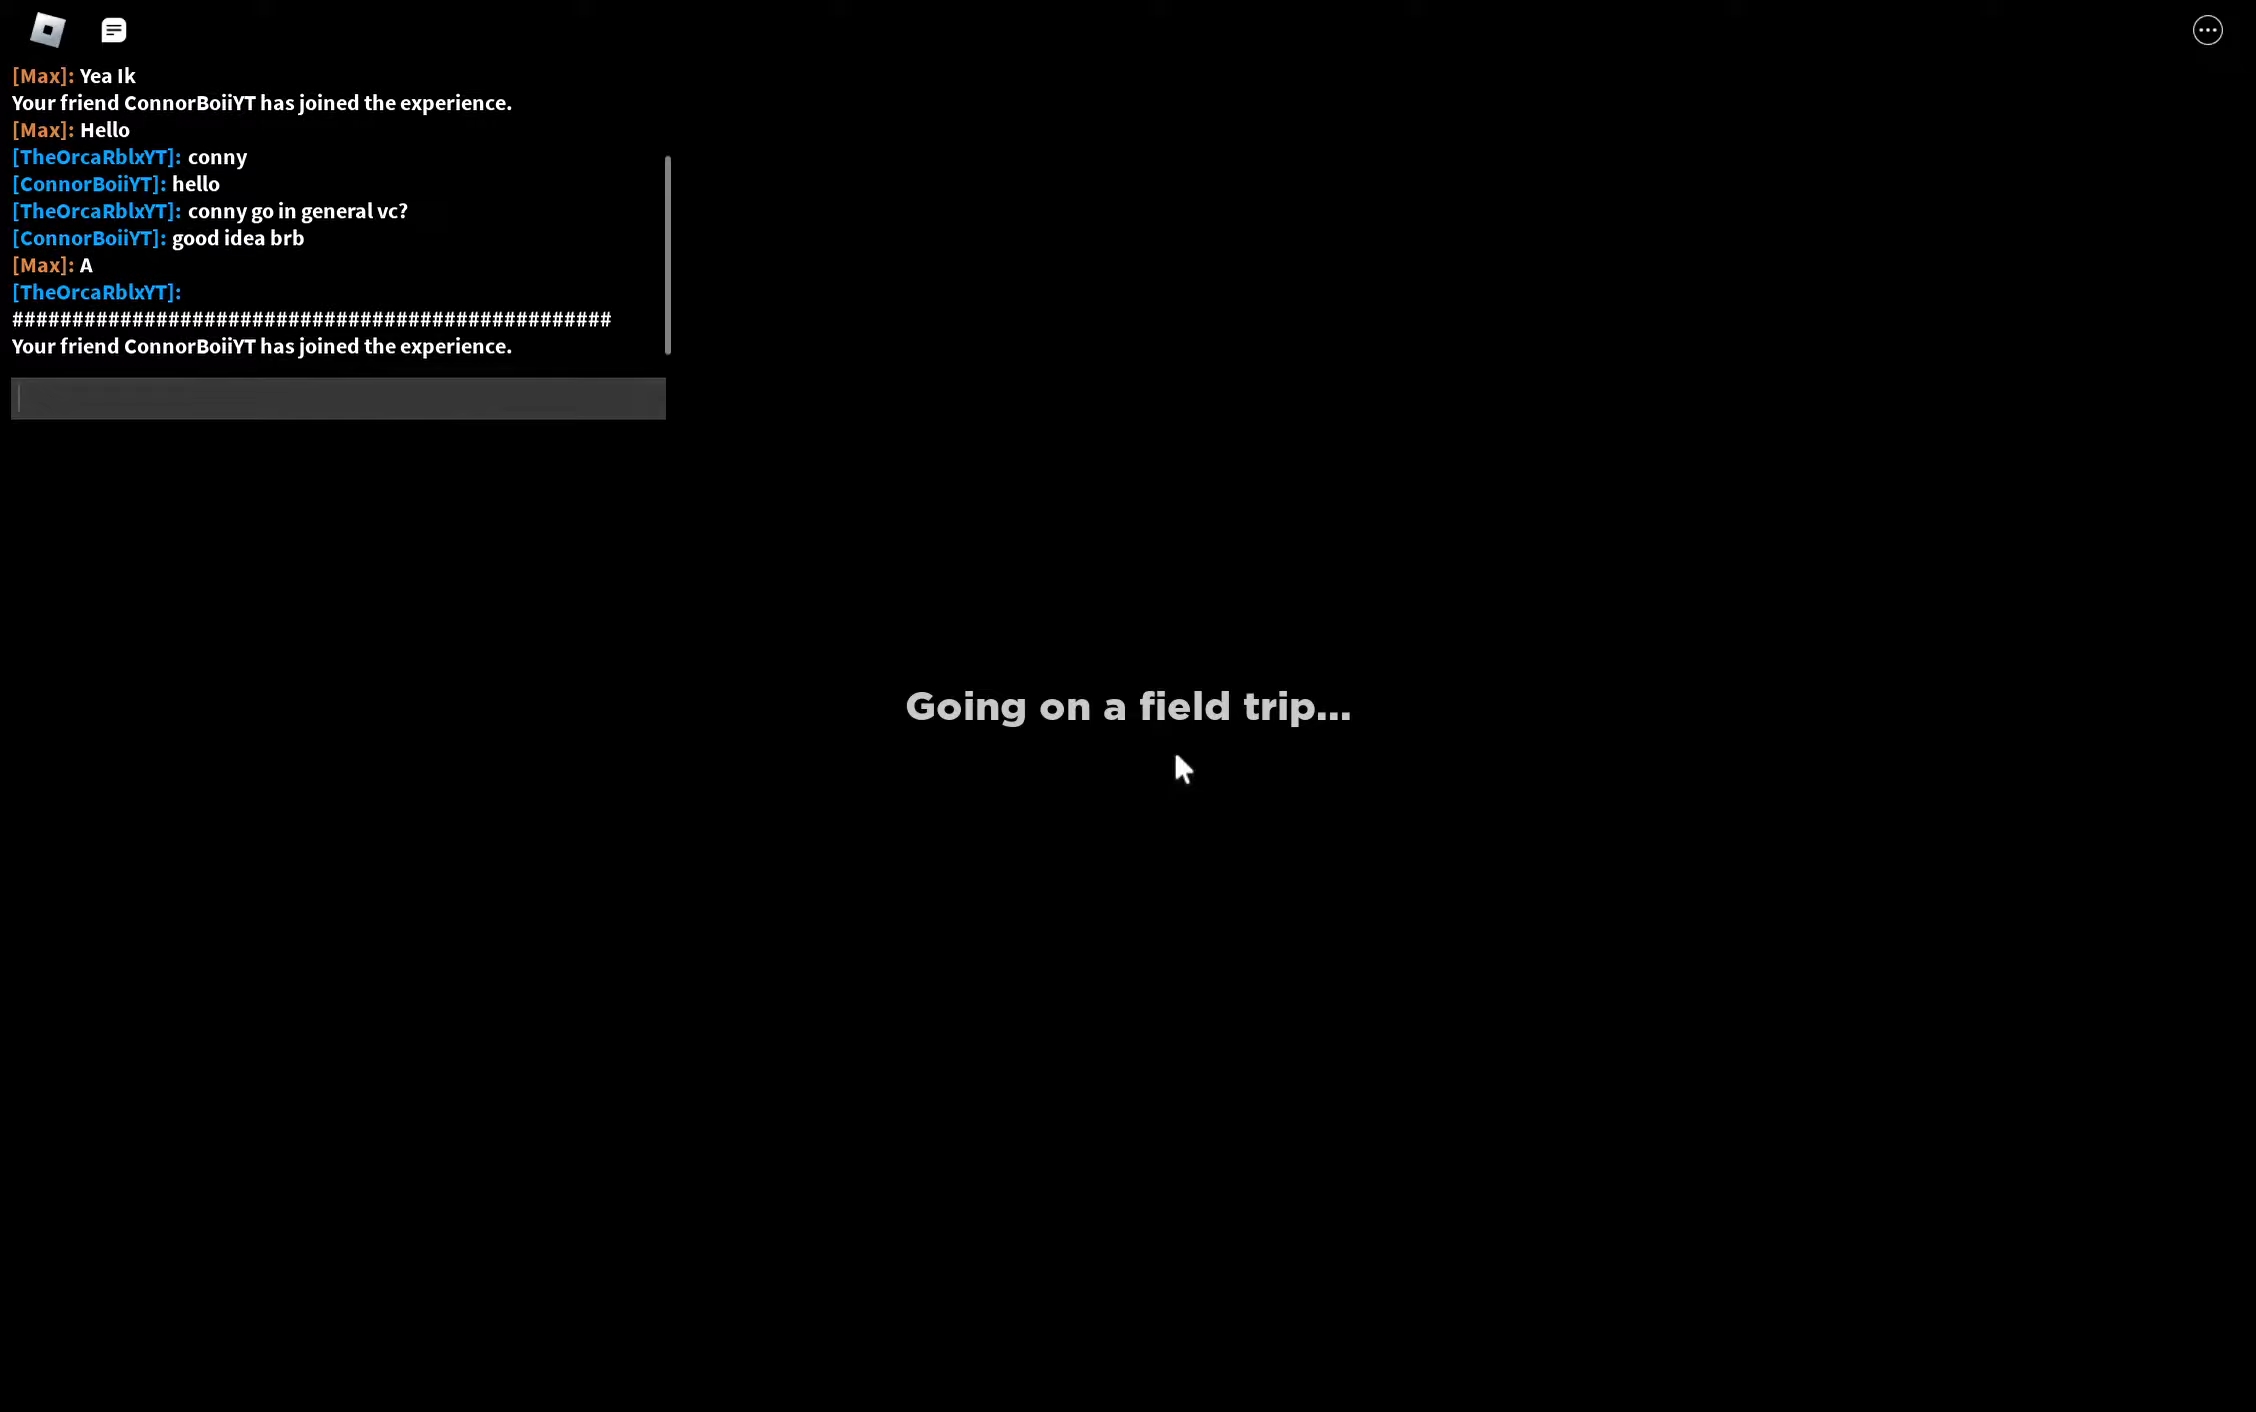 [Max]: Yea Ik
Your friend ConnorBoiiYT has joined the experience.
[Max]: Hello
[TheOrcaRblxYT]: conny
[ConnorBoiiYT]: hello
[TheOrcaRblxYT]: conny go in general vc?
[ConnorBoiiYT]: good idea brb
[Max]: A
[TheOrcaRblxYT]:
##################################################
Your friend ConnorBoiiYT has joined the experience.
Going on a field trip...